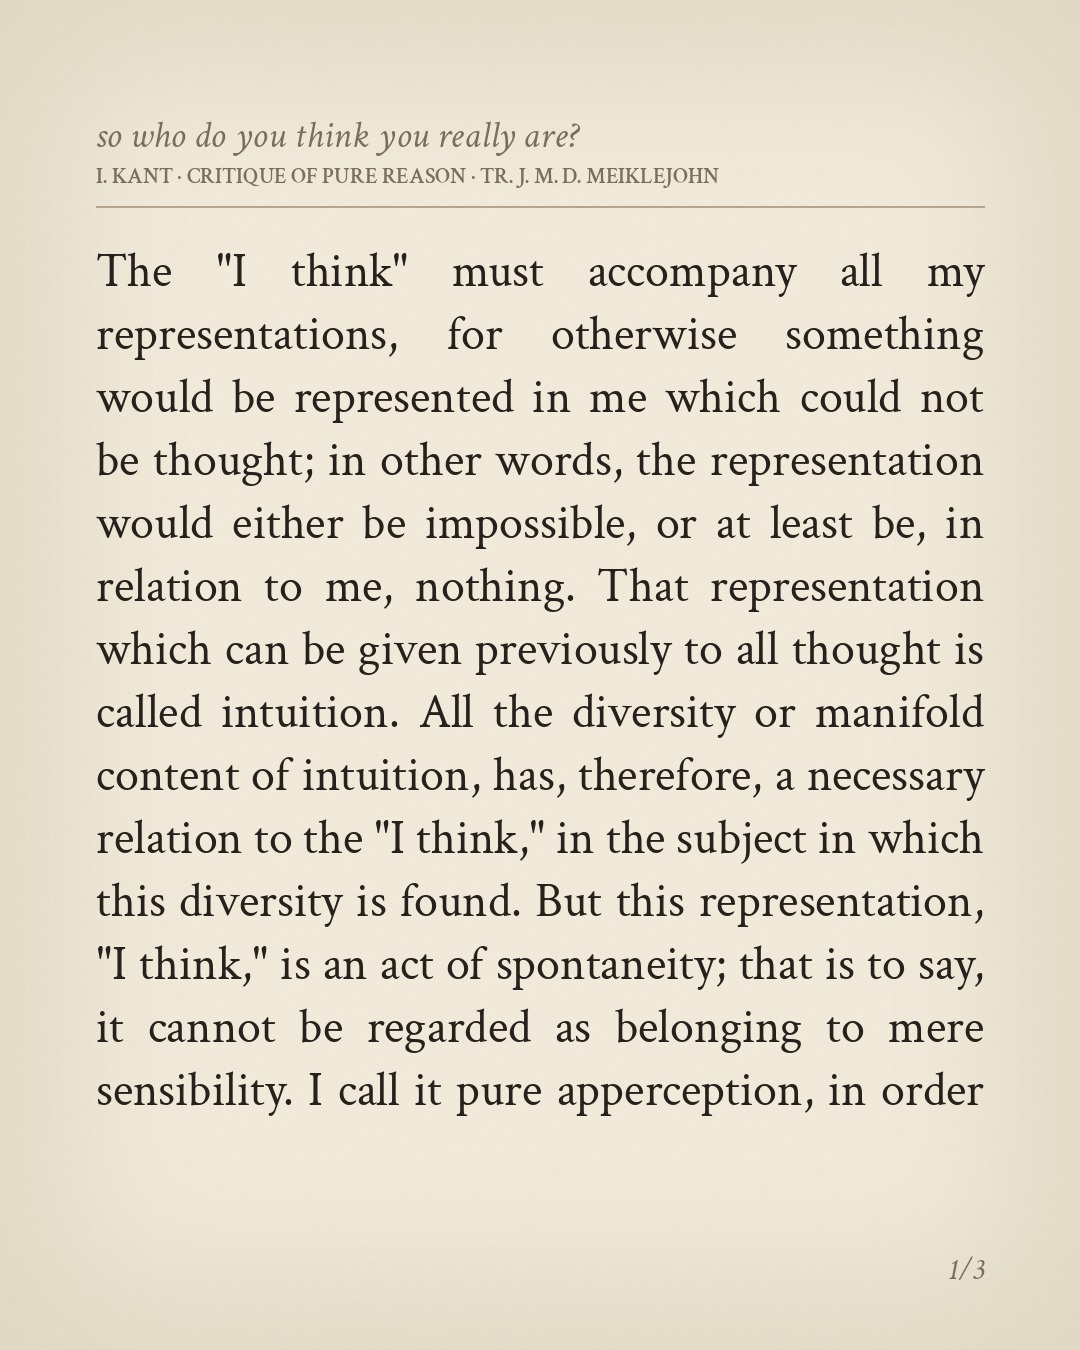 so who do you think you really are?
I. KANT · CRITIQUE OF PURE REASON · TR. J. M. D. MEIKLEJOHN
The "I think" must accompany all my
representations, for otherwise something
would be represented in me which could not
be thought; in other words, the representation
would either be impossible, or at least be, in
relation to me, nothing. That representation
which can be given previously to all thought is
called intuition. All the diversity or manifold
content of intuition, has, therefore, a necessary
relation to the "I think," in the subject in which
this diversity is found. But this representation,
"I think," is an act of spontaneity; that is to say,
it cannot be regarded as belonging to mere
sensibility. I call it pure apperception, in order
1/3